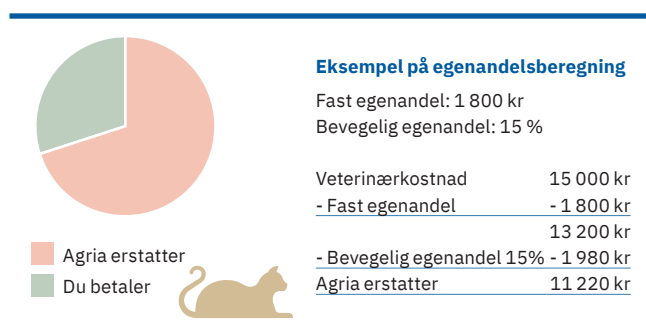 Eksempel på egenandelsberegning
Fast egenandel: 1 800 kr
Bevegelig egenandel: 15 %
Veterinærkostnad 15 000 kr
- Fast egenandel - 1 800 kr
13 200 kr
- Bevegelig egenandel 15% - 1 980 kr
Agria erstatter 11 220 kr
Agria erstatter
Du betaler